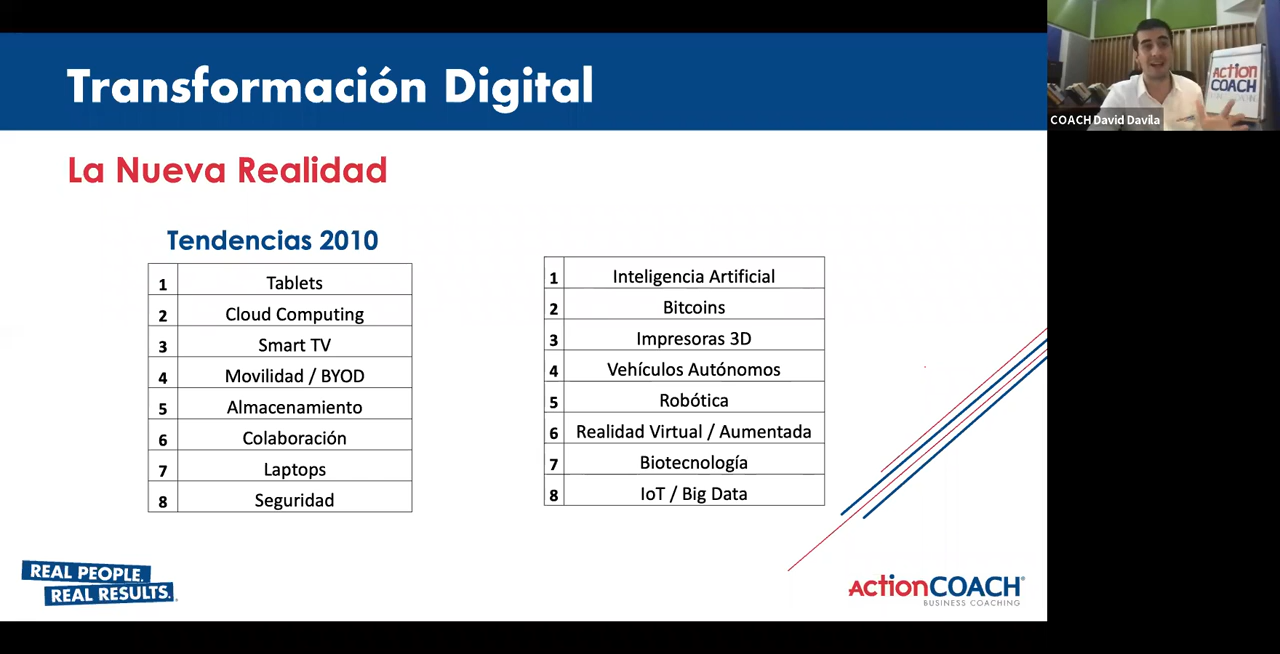 Transformación Digital
La Nueva Realidad
Tendencias 2010
1 Tablets
2 Cloud Computing
3 Smart TV
4 Movilidad / BYOD
5 Almacenamiento
6 Colaboración
7 Laptops
8 Seguridad
1 Inteligencia Artificial
2 Bitcoins
3 Impresoras 3D
4 Vehículos Autónomos
5 Robótica
6 Realidad Virtual / Aumentada
7 Biotecnología
8 IoT / Big Data
REAL PEOPLE.
REAL RESULTS.
ActionCOACH®
BUSINESS COACHING
ACTION
COACH
COACH David Davila